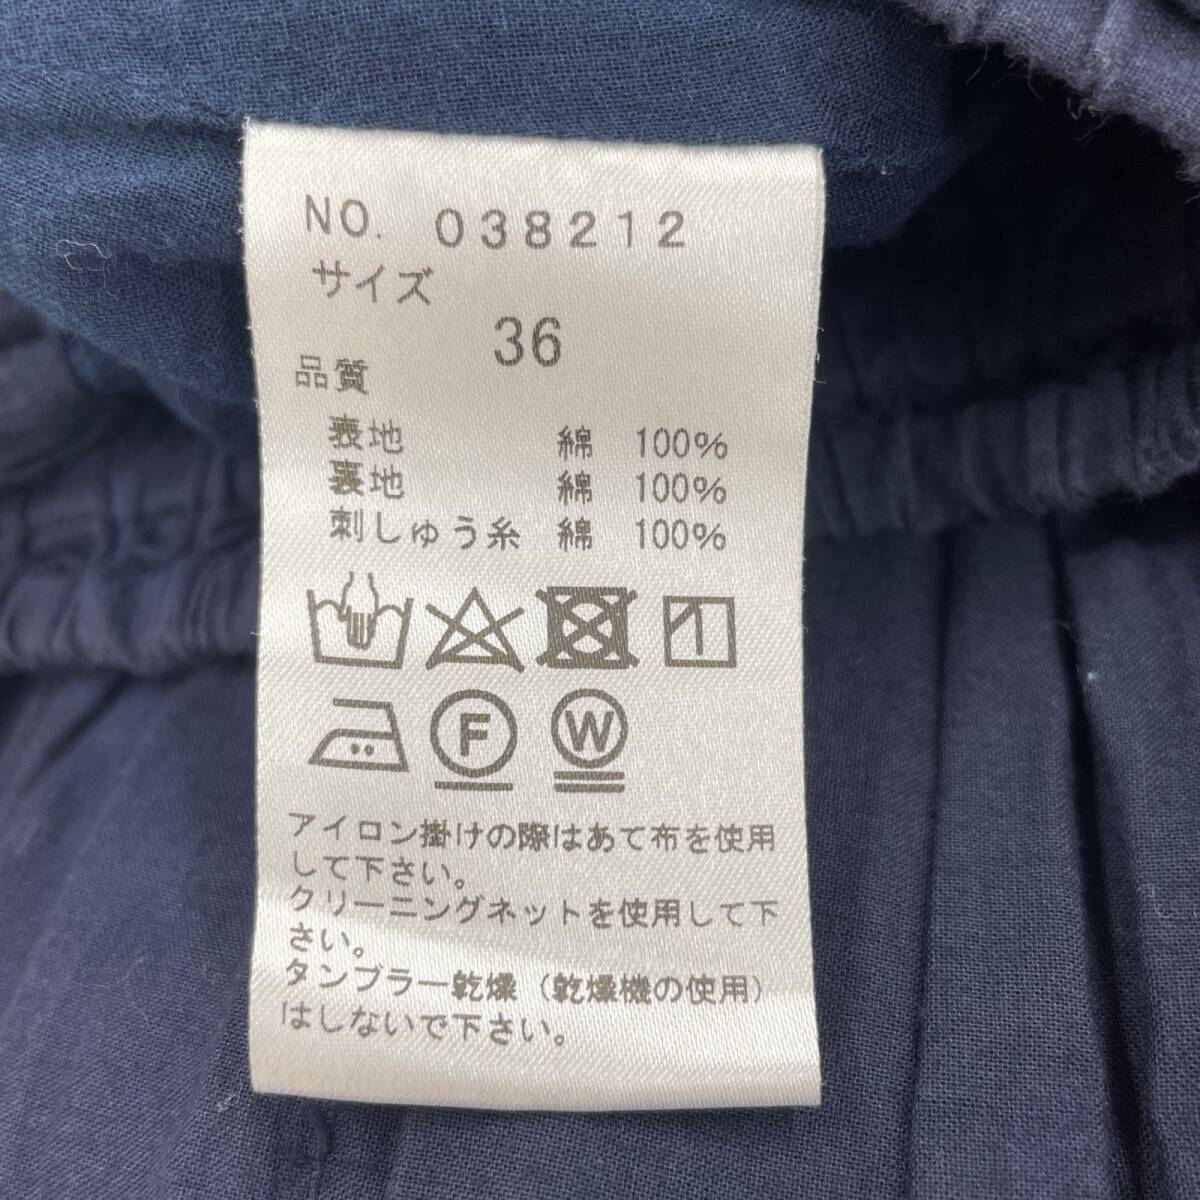 NO. 038212
サイズ
36
品質
表地 綿 100%
裏地 綿 100%
刺しゅう糸 綿 100%
F W
アイロン掛けの際はあて布を使用
して下さい。
クリーニングネットを使用して下
さい。
タンブラー乾燥（乾燥機の使用）
はしないで下さい。